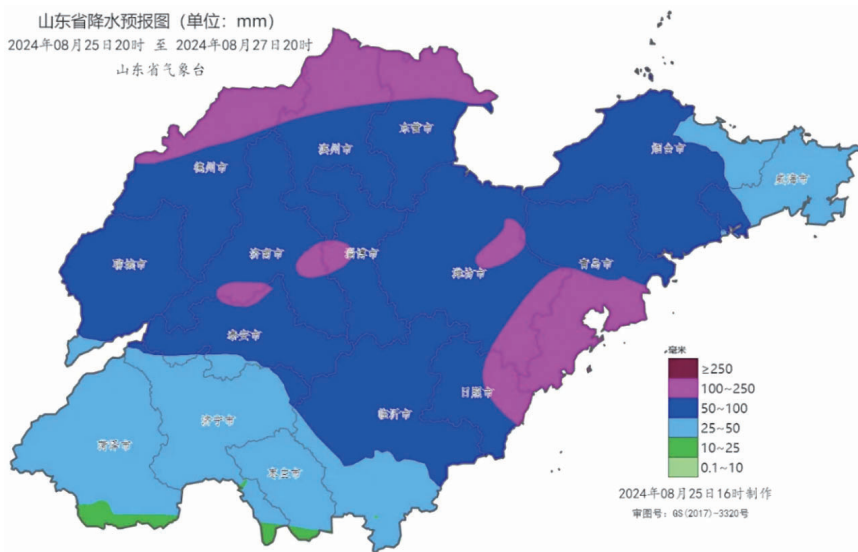 山东省降水预报图（单位：mm）
2024年08月25日20时 至 2024年08月27日20时
山东省气象台
东营市
滨州市
德州市
烟台市
威海市
聊城市
济南市
淄博市
潍坊市
青岛市
泰安市
日照市
临沂市
济宁市
菏泽市
枣庄市
毫米
≥250
100~250
50~100
25~50
10~25
0.1~10
2024年08月25日16时制作
审图号：GS(2017)-3320号